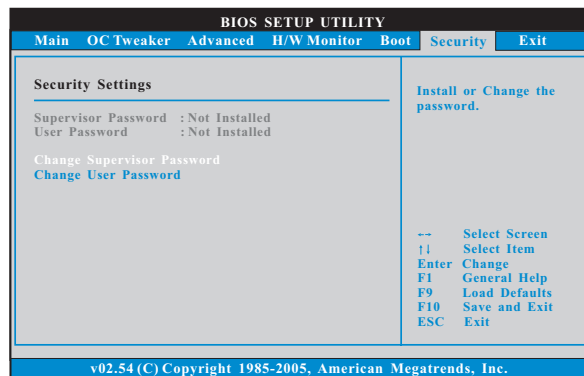 BIOS SETUP UTILITY
Main OC Tweaker Advanced H/W Monitor Boot Security Exit
Security Settings
Supervisor Password : Not Installed
User Password : Not Installed
Change Supervisor Password
Change User Password
Install or Change the
password.
←→ Select Screen
↑↓ Select Item
Enter Change
F1 General Help
F9 Load Defaults
F10 Save and Exit
ESC Exit
v02.54 (C) Copyright 1985-2005, American Megatrends, Inc.